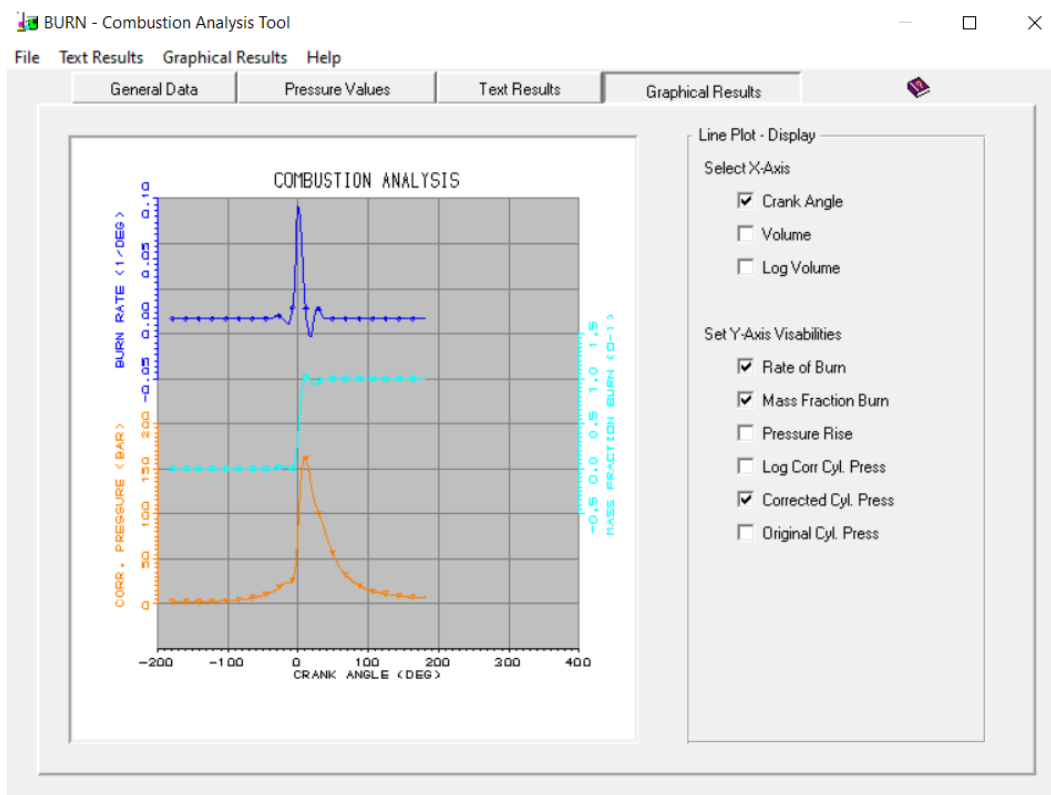 BURN - Combustion Analysis Tool
File Text Results Graphical Results Help
General Data Pressure Values Text Results Graphical Results
COMBUSTION ANALYSIS
BURN RATE (1/DEG)
-0.05 0.00 0.05 0.1
CORR. PRESSURE (BAR)
0 50 100 150 200
-0.5 0.0 0.5 1.0 1.5
MASS FRACTION BURN (0-1)
-200 -100 0 100 200 300 400
CRANK ANGLE (DEG)
Line Plot - Display
Select X-Axis
Crank Angle
Volume
Log Volume
Set Y-Axis Visabilities
Rate of Burn
Mass Fraction Burn
Pressure Rise
Log Corr Cyl. Press
Corrected Cyl. Press
Original Cyl. Press